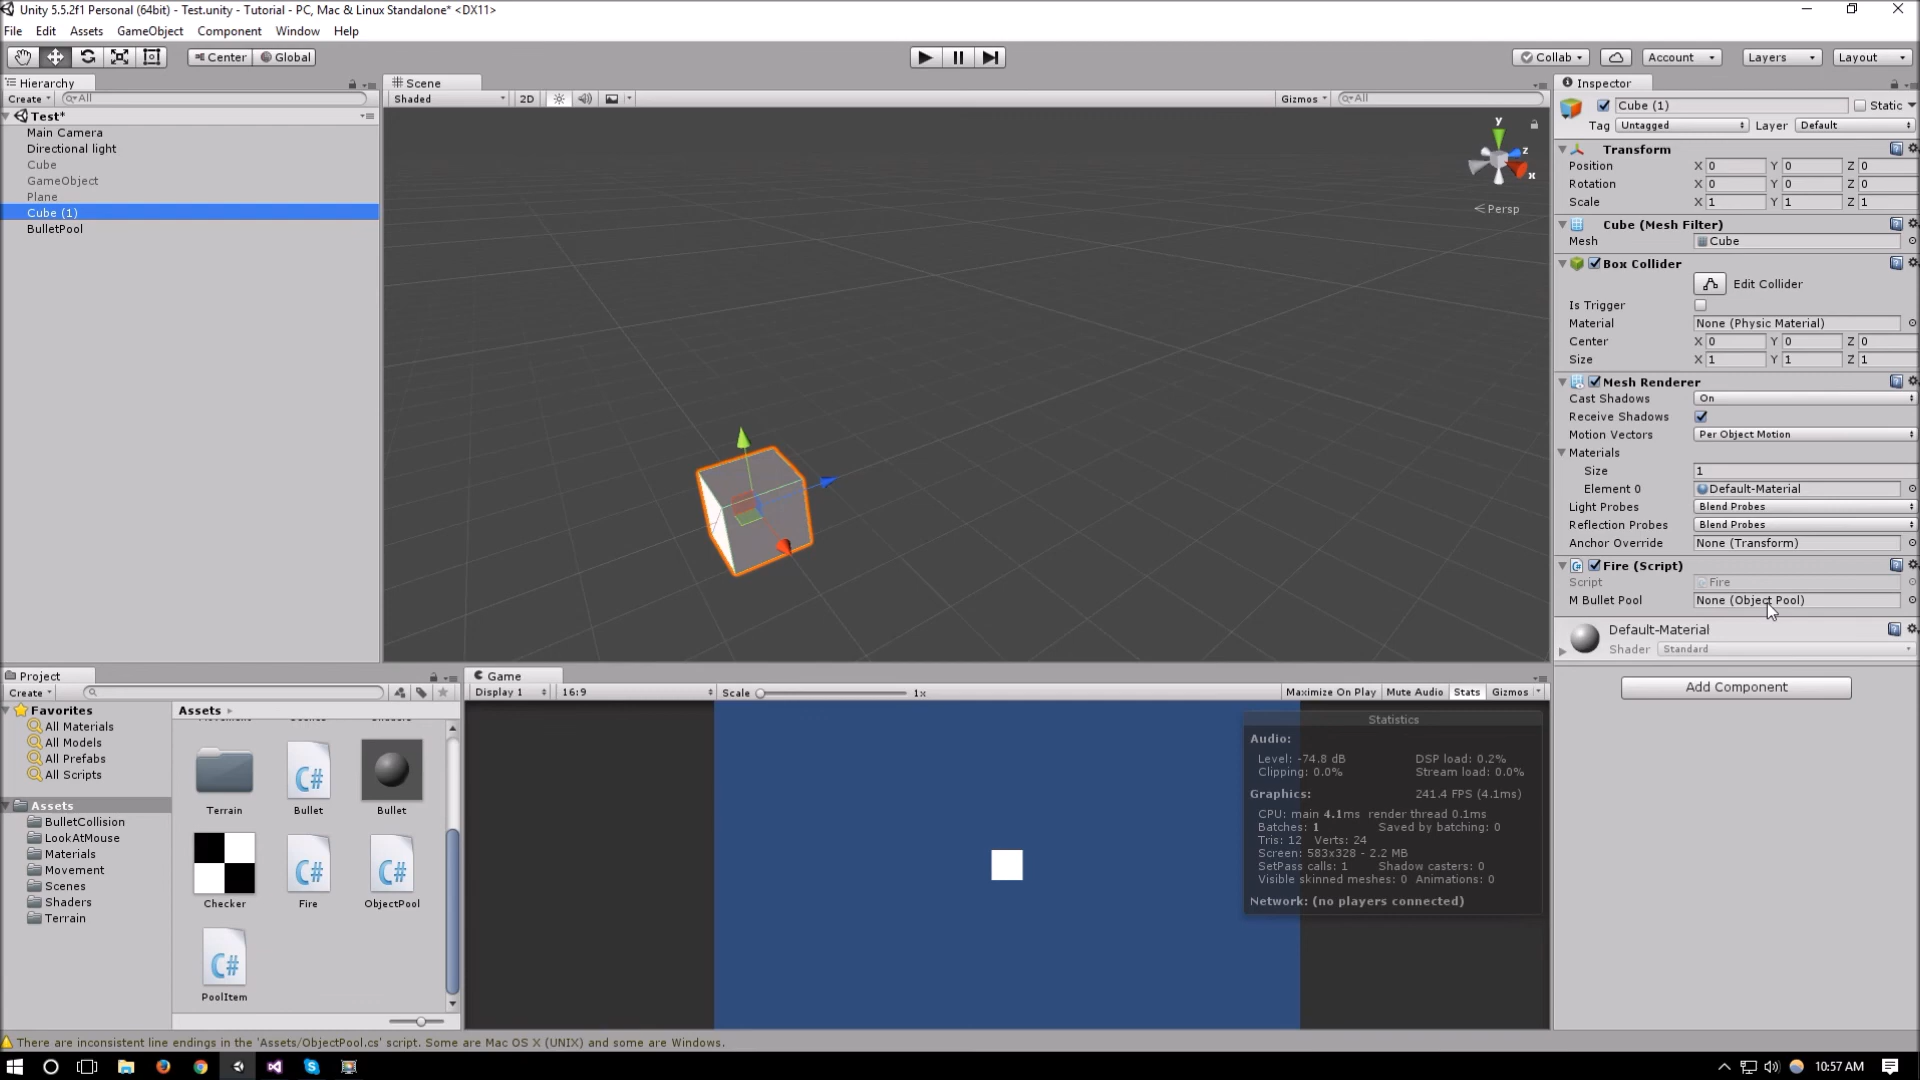 Unity 5.5.2f1 Personal (64bit) - Test.unity - Tutorial - PC, Mac & Linux Standalone* <DX11>
File Edit Assets GameObject Component Window Help
Center Global Collab Account Layers Layout
Hierarchy
Create All
Test*
Main Camera
Directional light
Cube
GameObject
Plane
Cube (1)
BulletPool
Scene
Shaded 2D Gizmos All
y
z
x
Persp
Inspector
Cube (1) Static
Tag Untagged Layer Default
Transform
Position X 0 Y 0 Z 0
Rotation X 0 Y 0 Z 0
Scale X 1 Y 1 Z 1
Cube (Mesh Filter)
Mesh Cube
Box Collider
Edit Collider
Is Trigger
Material None (Physic Material)
Center X 0 Y 0 Z 0
Size X 1 Y 1 Z 1
Mesh Renderer
Cast Shadows On
Receive Shadows
Motion Vectors Per Object Motion
Materials
Size 1
Element 0 Default-Material
Light Probes Blend Probes
Reflection Probes Blend Probes
Anchor Override None (Transform)
Fire (Script)
Script Fire
M Bullet Pool None (Object Pool)
Default-Material
Shader Standard
Add Component
Project
Create
Favorites
All Materials
All Models
All Prefabs
All Scripts
Assets
BulletCollision
LookAtMouse
Materials
Movement
Scenes
Shaders
Terrain
Assets
Terrain Bullet Bullet
C#
Checker Fire ObjectPool
C# C#
PoolItem
C#
Game
Display 1 16:9 Scale 1x Maximize On Play Mute Audio Stats Gizmos
Statistics
Audio:
Level: -74.8 dB DSP load: 0.2%
Clipping: 0.0% Stream load: 0.0%
Graphics: 241.4 FPS (4.1ms)
CPU: main 4.1ms render thread 0.1ms
Batches: 1 Saved by batching: 0
Tris: 12 Verts: 24
Screen: 583x328 - 2.2 MB
SetPass calls: 1 Shadow casters: 0
Visible skinned meshes: 0 Animations: 0
Network: (no players connected)
There are inconsistent line endings in the 'Assets/ObjectPool.cs' script. Some are Mac OS X (UNIX) and some are Windows.
10:57 AM